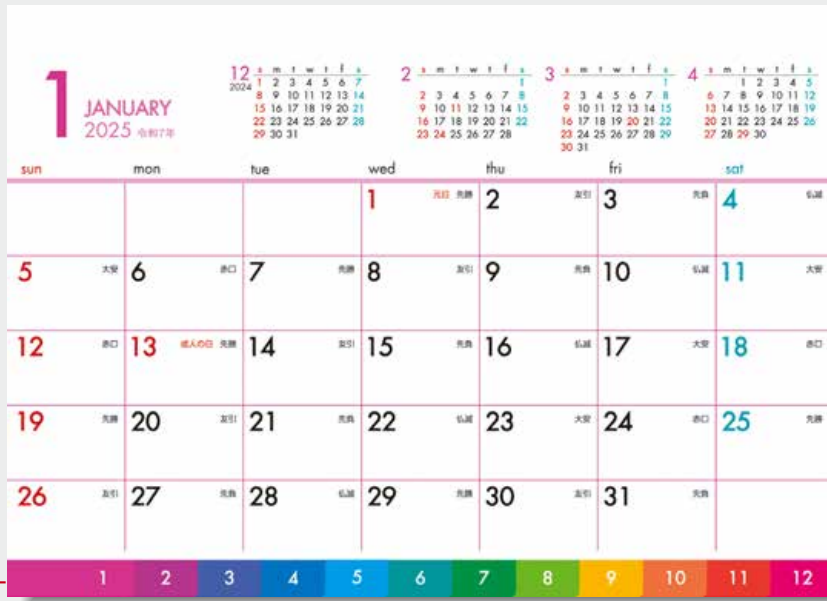 1 JANUARY
2025 令和7年
12
2024
s m t w t f s
1 2 3 4 5 6 7
8 9 10 11 12 13 14
15 16 17 18 19 20 21
22 23 24 25 26 27 28
29 30 31
2
s m t w t f s
1
2 3 4 5 6 7 8
9 10 11 12 13 14 15
16 17 18 19 20 21 22
23 24 25 26 27 28
3
s m t w t f s
1
2 3 4 5 6 7 8
9 10 11 12 13 14 15
16 17 18 19 20 21 22
23 24 25 26 27 28 29
30 31
4
s m t w t f s
1 2 3 4 5
6 7 8 9 10 11 12
13 14 15 16 17 18 19
20 21 22 23 24 25 26
27 28 29 30
sun mon tue wed thu fri sat
1 元日 先勝 2 友引 3 先負 4 仏滅
5 大安 6 赤口 7 先勝 8 友引 9 先負 10 仏滅 11 大安
12 赤口 13 成人の日 先勝 14 友引 15 先負 16 仏滅 17 大安 18 赤口
19 先勝 20 友引 21 先負 22 仏滅 23 大安 24 赤口 25 先勝
26 友引 27 先負 28 仏滅 29 先勝 30 友引 31 先負
1 2 3 4 5 6 7 8 9 10 11 12